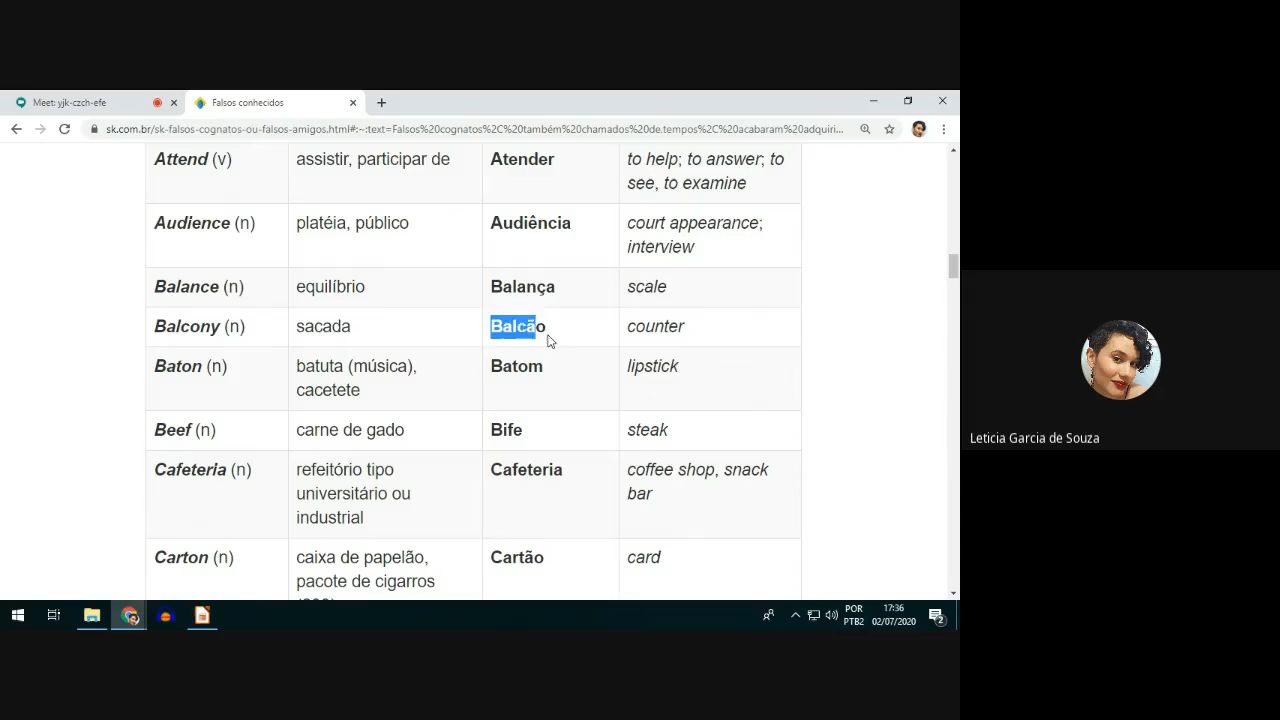 Meet: yjk-czch-efe
Falsos conhecidos
sk.com.br/sk-falsos-cognatos-ou-falsos-amigos.html#:~:text=Falsos%20cognatos%2C%20também%20chamados%20de.tempos%2C%20acabaram%20adquiri...
Attend (v) assistir, participar de Atender to help; to answer; to
see, to examine
Audience (n) platéia, público Audiência court appearance;
interview
Balance (n) equilíbrio Balança scale
Balcony (n) sacada Balcão counter
Baton (n) batuta (música), Batom lipstick
cacetete
Beef (n) carne de gado Bife steak
Cafeteria (n) refeitório tipo Cafeteria coffee shop, snack
universitário ou bar
industrial
Carton (n) caixa de papelão, Cartão card
pacote de cigarros
Leticia Garcia de Souza
POR 17:36
PTB2 02/07/2020
2